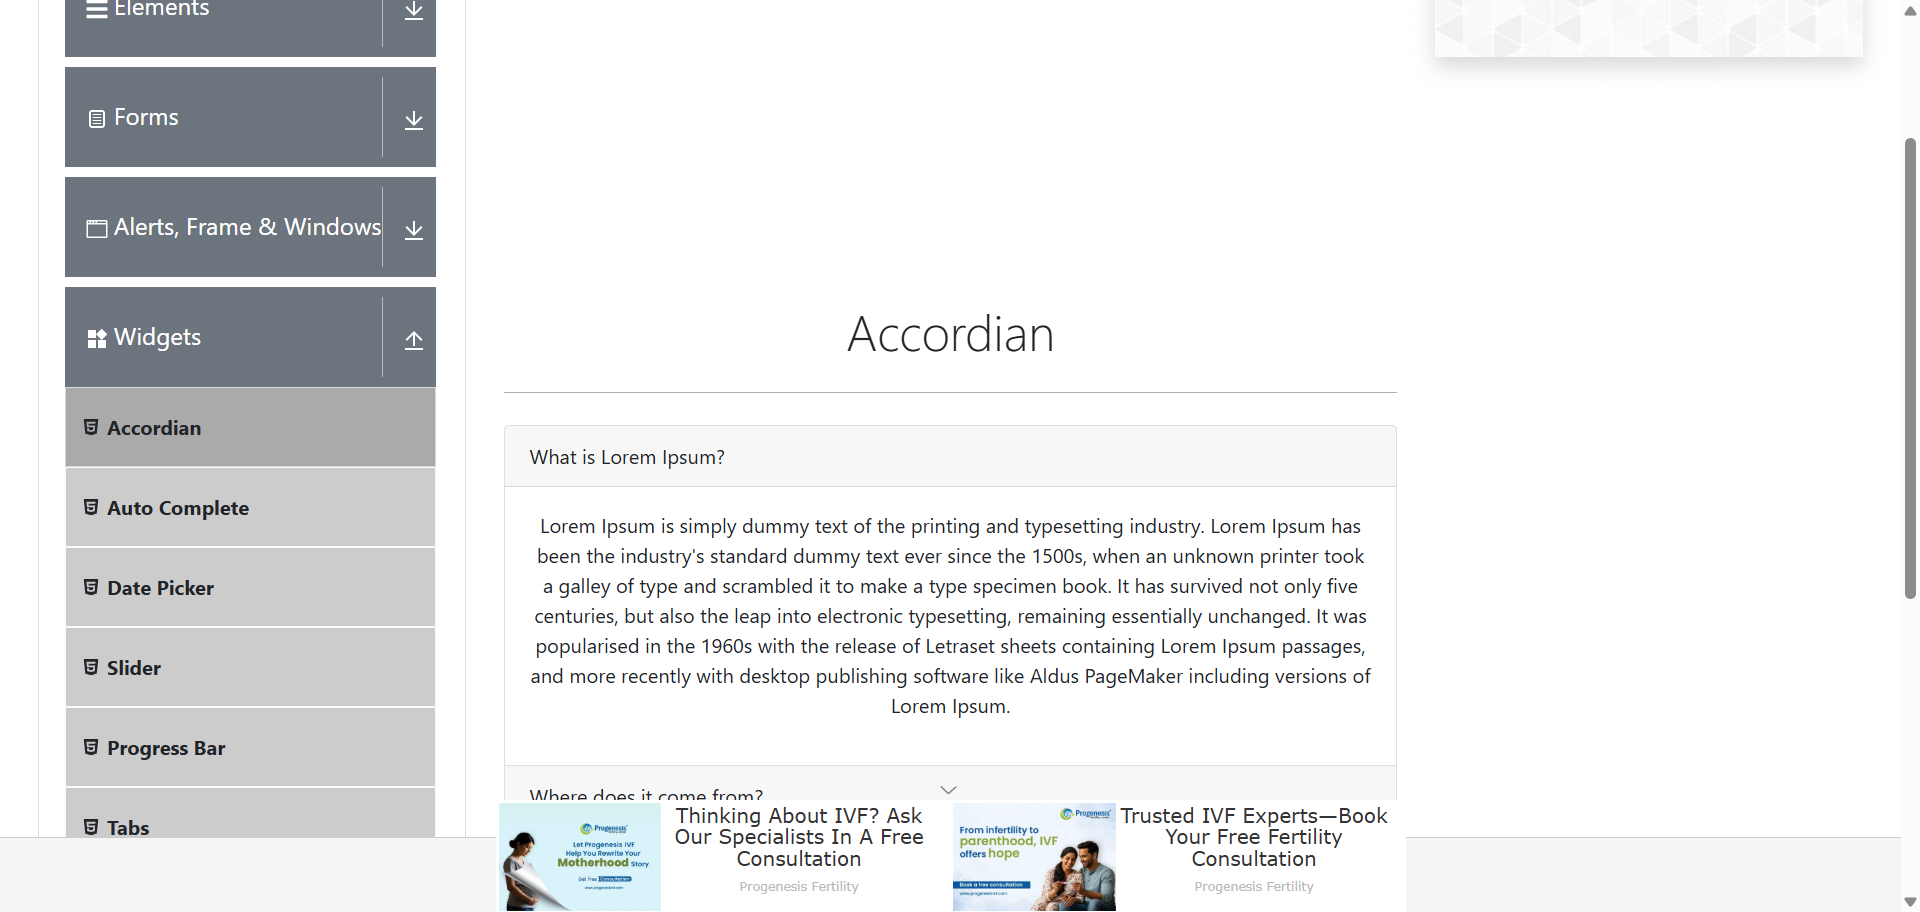 Elements
Forms
Alerts, Frame & Windows
Widgets
Accordian
Auto Complete
Date Picker
Slider
Progress Bar
Tabs
Accordian
What is Lorem Ipsum?
Lorem Ipsum is simply dummy text of the printing and typesetting industry. Lorem Ipsum has
been the industry's standard dummy text ever since the 1500s, when an unknown printer took
a galley of type and scrambled it to make a type specimen book. It has survived not only five
centuries, but also the leap into electronic typesetting, remaining essentially unchanged. It was
popularised in the 1960s with the release of Letraset sheets containing Lorem Ipsum passages,
and more recently with desktop publishing software like Aldus PageMaker including versions of
Lorem Ipsum.
Where does it come from?
Progenesis
Let Progenesis IVF
Help You Rewrite Your
Motherhood Story
Get Free Consultation
www.progenesisivf.com
Thinking About IVF? Ask
Our Specialists In A Free
Consultation
Progenesis Fertility
Progenesis
From infertility to
parenthood, IVF
offers hope
Book a free consultation
www.progenesisivf.com
Trusted IVF Experts—Book
Your Free Fertility
Consultation
Progenesis Fertility